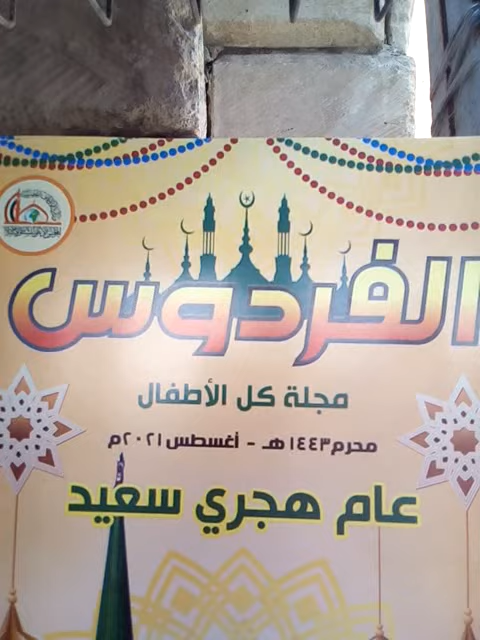 الفردوس
مجلة كل الأطفال
محرم ١٤٤٣هـ - أغسطس ٢٠٢١م
عام هجري سعيد